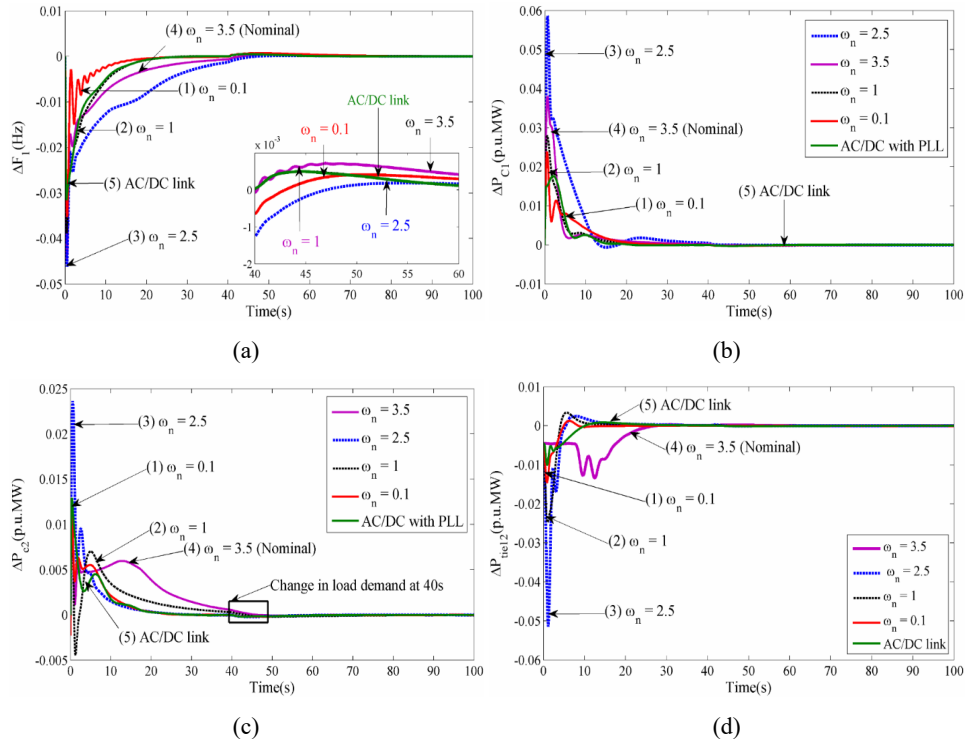 (4) ωn = 3.5 (Nominal)
0.01
0
-0.01
-0.02
-0.03
-0.04
-0.05
ΔF1 (Hz)
(1) ωn = 0.1
(2) ωn = 1
(5) AC/DC link
(3) ωn = 2.5
AC/DC link
ωn = 0.1
ωn = 3.5
x 10-3
1
0
-1
-2
ωn = 1
ωn = 2.5
40 45 50 55 60
0 10 20 30 40 50 60 70 80 90 100
Time(s)
(a)
0.06
0.05
0.04
0.03
0.02
0.01
0
-0.01
ΔPC1(p.u.MW)
(3) ωn = 2.5
(4) ωn = 3.5 (Nominal)
(2) ωn = 1
(1) ωn = 0.1
(5) AC/DC link
ωn = 2.5
ωn = 3.5
ωn = 1
ωn = 0.1
AC/DC with PLL
0 10 20 30 40 50 60 70 80 90 100
Time(s)
(b)
0.025
0.02
0.015
0.01
0.005
0
-0.005
ΔPc2(p.u.MW)
(3) ωn = 2.5
(1) ωn = 0.1
(2) ωn = 1
(4) ωn = 3.5 (Nominal)
Change in load demand at 40s
(5) AC/DC link
ωn = 3.5
ωn = 2.5
ωn = 1
ωn = 0.1
AC/DC with PLL
0 10 20 30 40 50 60 70 80 90 100
Time(s)
(c)
0.01
0
-0.01
-0.02
-0.03
-0.04
-0.05
-0.06
ΔPtie12(p.u.MW)
(5) AC/DC link
(4) ωn = 3.5 (Nominal)
(1) ωn = 0.1
(2) ωn = 1
(3) ωn = 2.5
ωn = 3.5
ωn = 2.5
ωn = 1
ωn = 0.1
AC/DC link
0 10 20 30 40 50 60 70 80 90 100
Time(s)
(d)